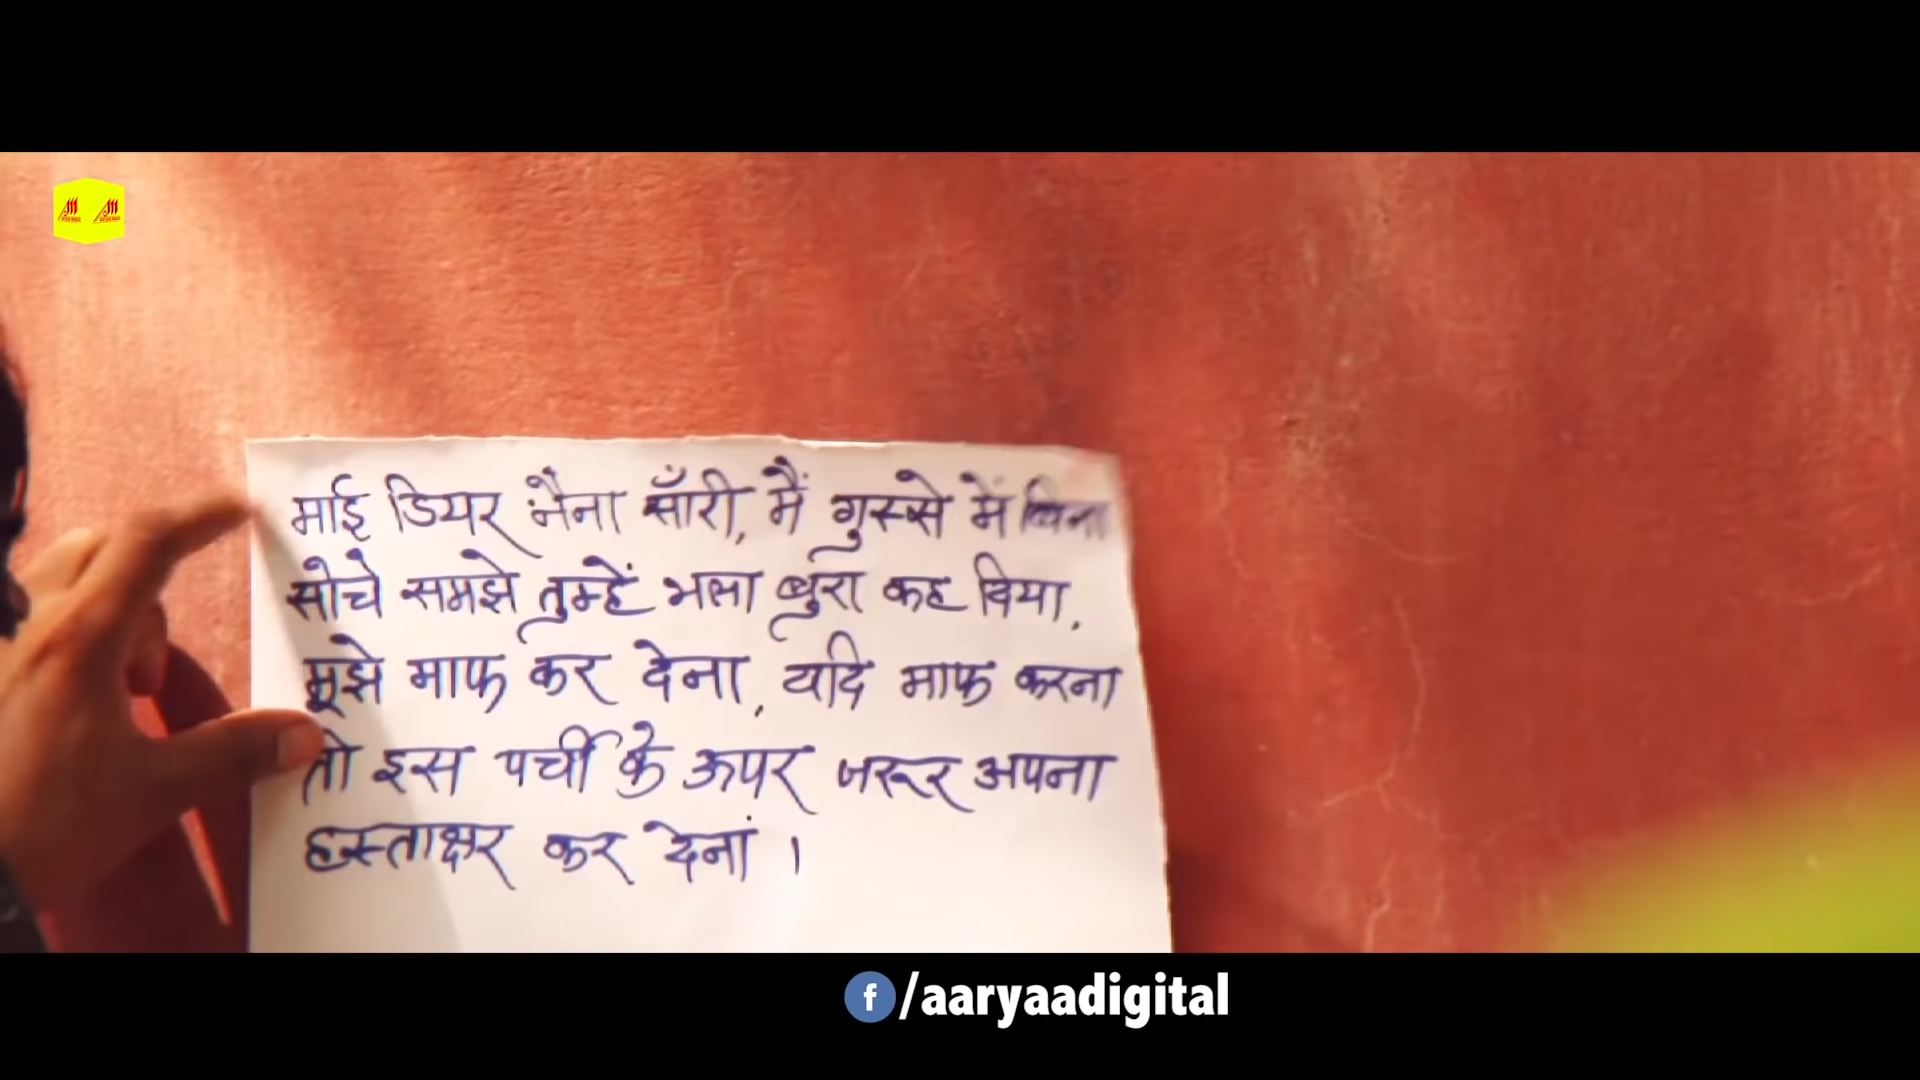 माई डियर नैना सॉरी, मैं गुस्से में बिना
सोचे समझे तुम्हें भला बुरा कह दिया,
मुझे माफ कर देना, यदि माफ करना
तो इस पर्ची के ऊपर जरूर अपना
हस्ताक्षर कर देनां ।
f/aaryaadigital